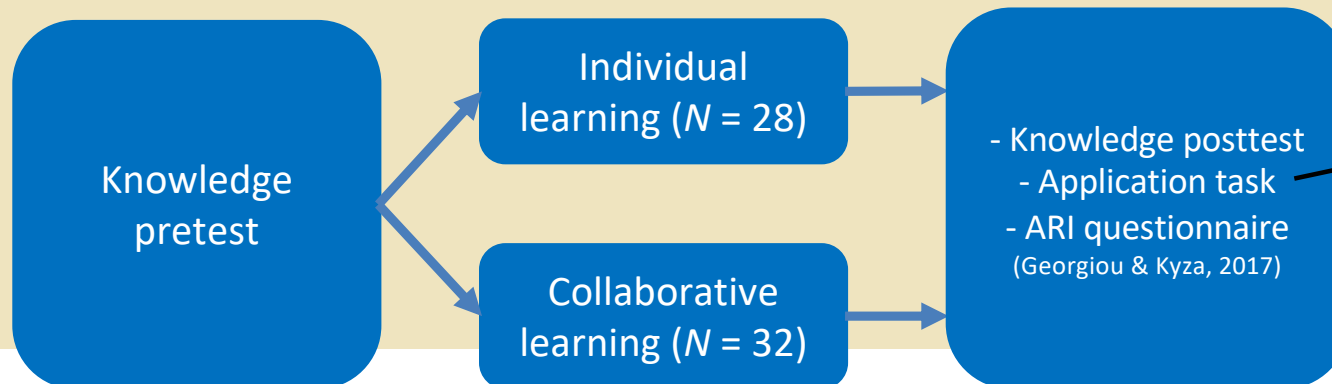 Knowledge
pretest
Individual
learning (N = 28)
Collaborative
learning (N = 32)
- Knowledge posttest
- Application task
- ARI questionnaire
(Georgiou & Kyza, 2017)